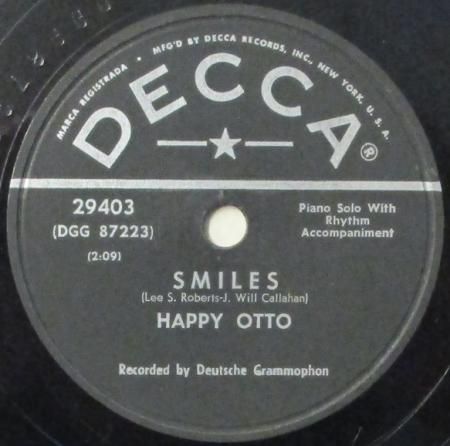 MARCA REGISTRADA • MFG'D BY DECCA RECORDS, INC., NEW YORK, U. S. A.
DECCA®
29403
(DGG 87223)
(2:09)
Piano Solo With
Rhythm
Accompaniment
SMILES
(Lee S. Roberts-J. Will Callahan)
HAPPY OTTO
Recorded by Deutsche Grammophon